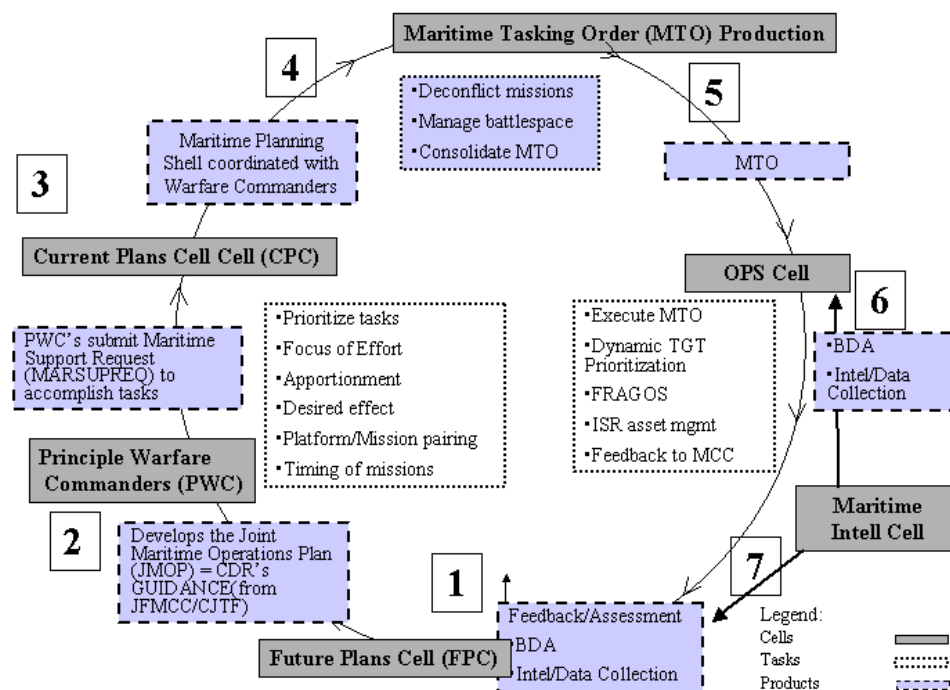 Maritime Tasking Order (MTO) Production
4
5
•Deconflict missions
•Manage battlespace
•Consolidate MTO
Maritime Planning
Shell coordinated with
Warfare Commanders
MTO
3
Current Plans Cell Cell (CPC)
OPS Cell
6
•Prioritize tasks
•Focus of Effort
•Apportionment
•Desired effect
•Platform/Mission pairing
•Timing of missions
•Execute MTO
•Dynamic TGT
Prioritization
•FRAGOS
•ISR asset mgmt
•Feedback to MCC
•BDA
•Intel/Data
Collection
PWC's submit Maritime
Support Request
(MARSUPREQ) to
accomplish tasks
Principle Warfare
Commanders (PWC)
Maritime
Intell Cell
2
Develops the Joint
Maritime Operations Plan
(JMOP) = CDR's
GUIDANCE(from
JFMCC/CJTF)
1
7
Feedback/Assessment
•BDA
•Intel/Data Collection
Future Plans Cell (FPC)
Legend:
Cells
Tasks
Products